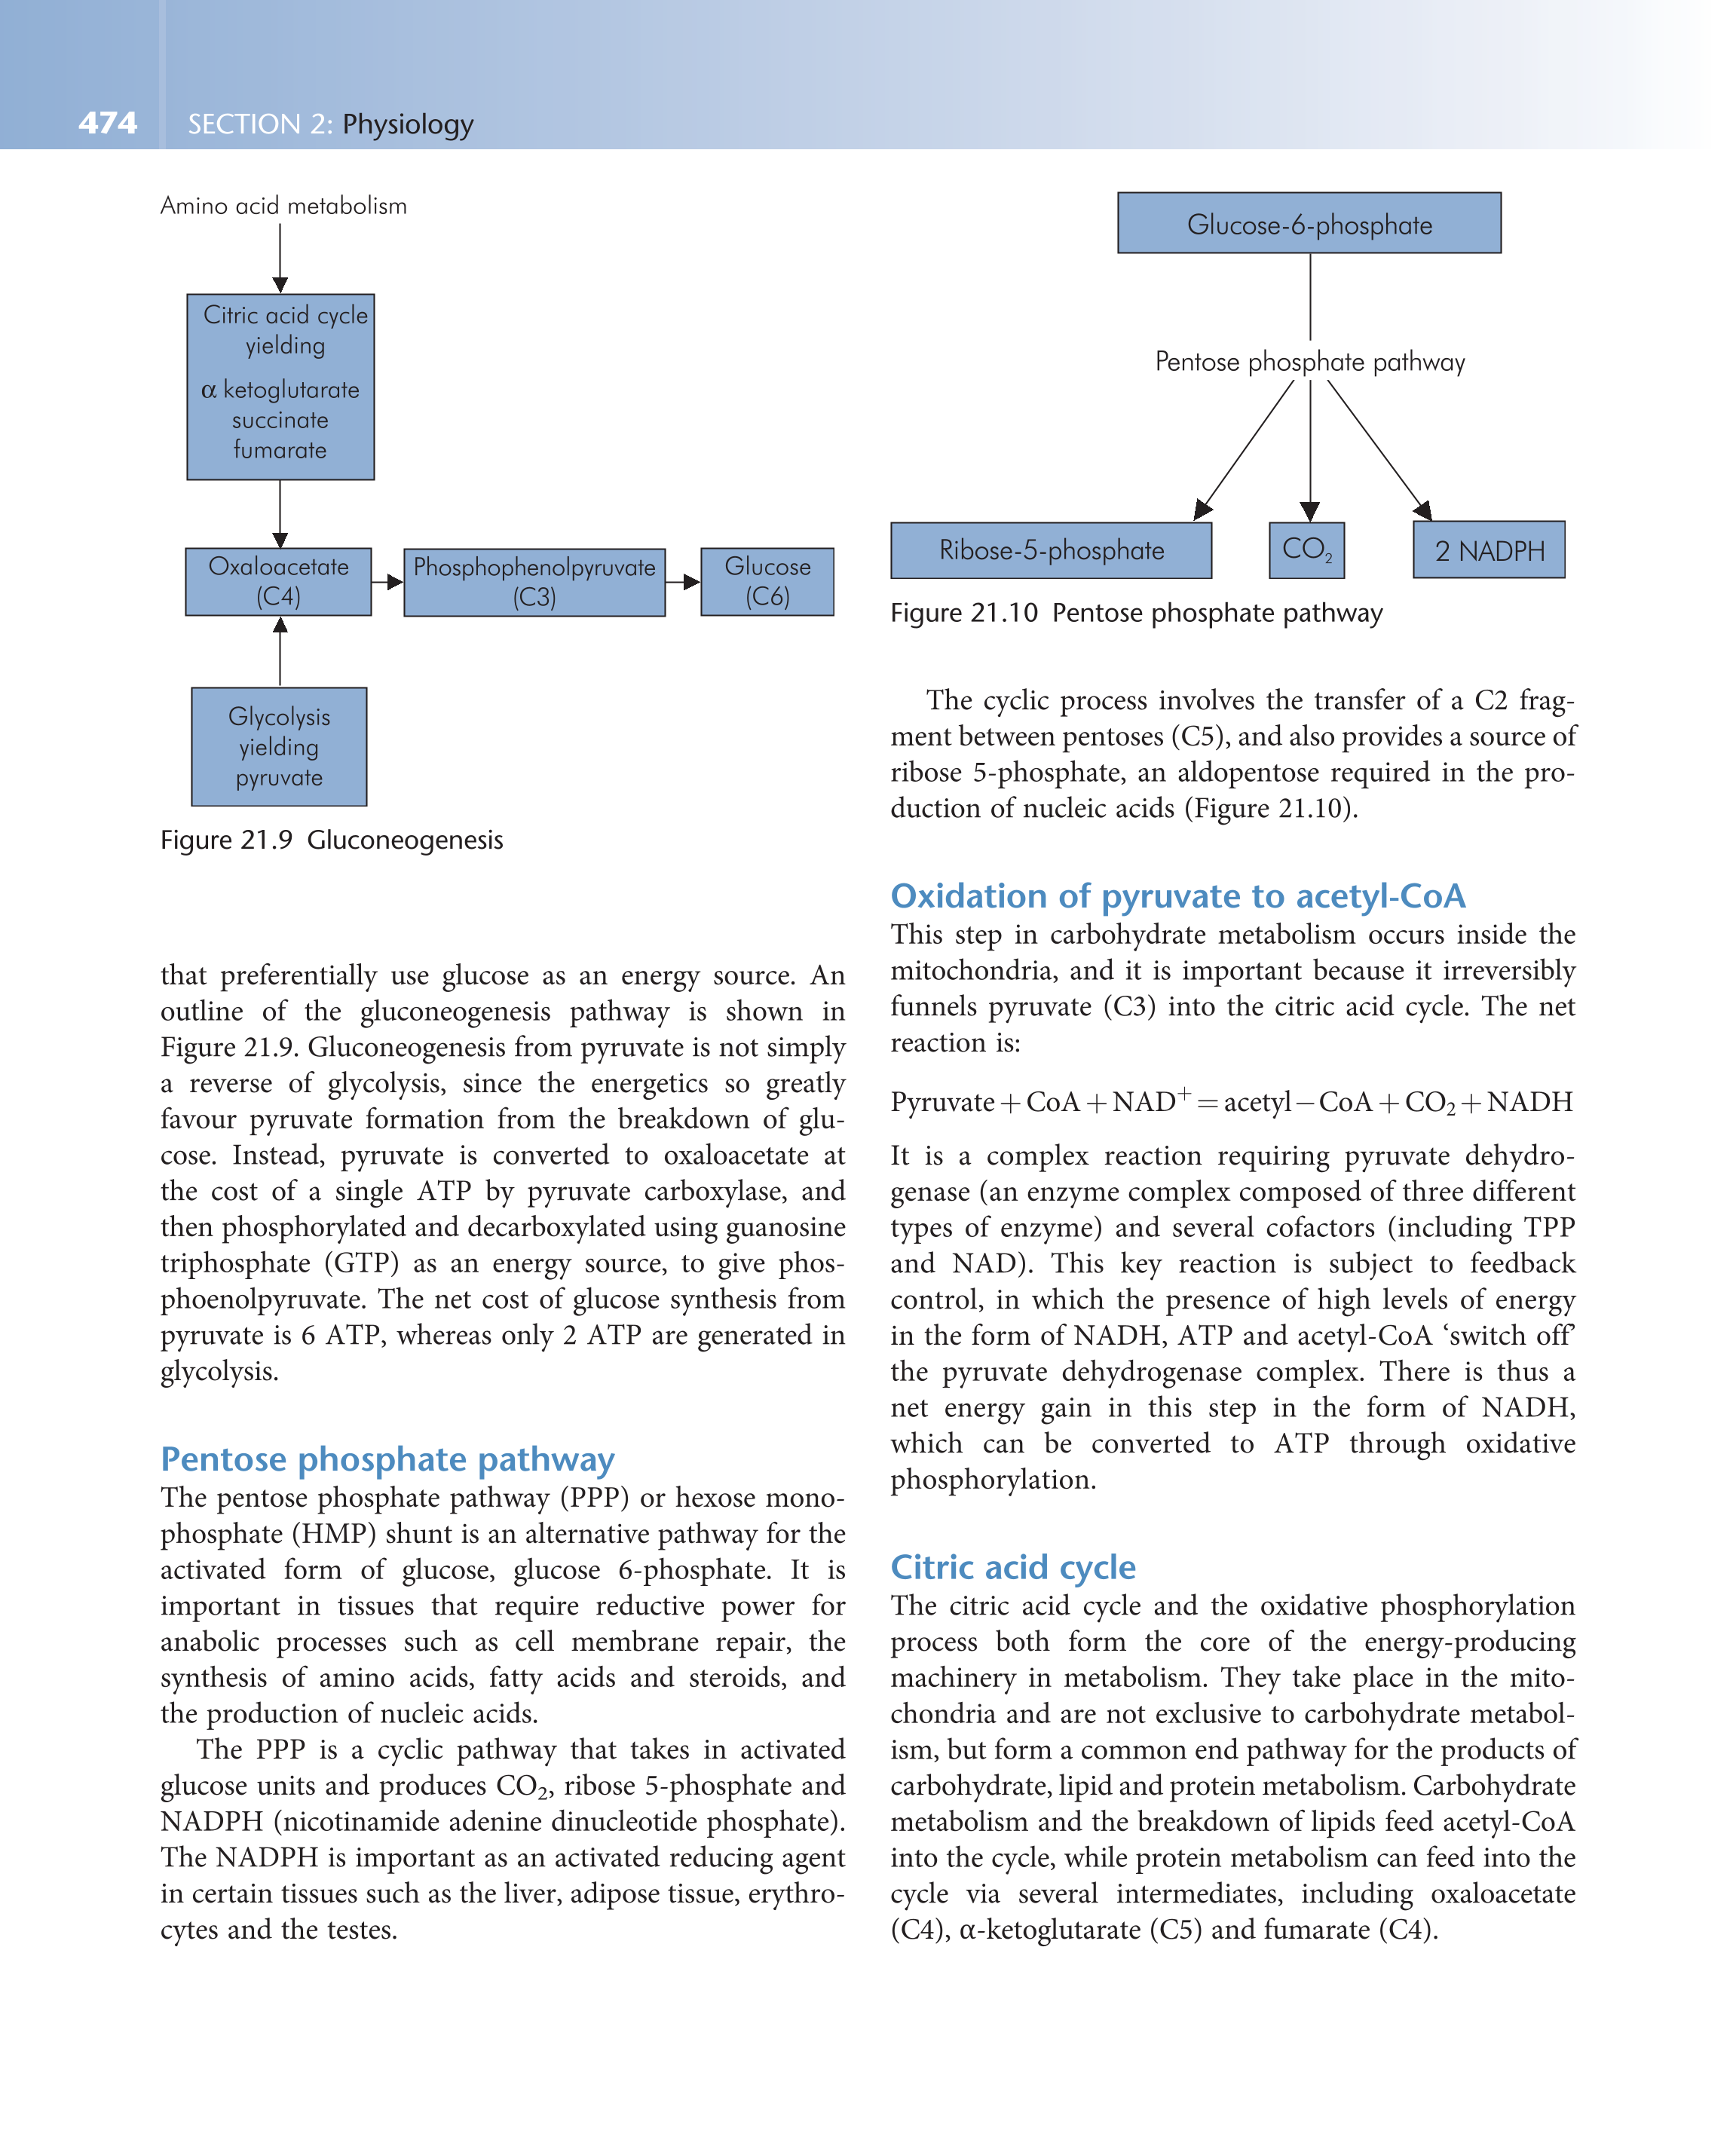 474 SECTION 2: Physiology
Amino acid metabolism
Citric acid cycle
yielding
α ketoglutarate
succinate
fumarate
Oxaloacetate
(C4)
Phosphophenolpyruvate
(C3)
Glucose
(C6)
Glycolysis
yielding
pyruvate
Figure 21.9 Gluconeogenesis
that preferentially use glucose as an energy source. An
outline of the gluconeogenesis pathway is shown in
Figure 21.9. Gluconeogenesis from pyruvate is not simply
a reverse of glycolysis, since the energetics so greatly
favour pyruvate formation from the breakdown of glu-
cose. Instead, pyruvate is converted to oxaloacetate at
the cost of a single ATP by pyruvate carboxylase, and
then phosphorylated and decarboxylated using guanosine
triphosphate (GTP) as an energy source, to give phos-
phoenolpyruvate. The net cost of glucose synthesis from
pyruvate is 6 ATP, whereas only 2 ATP are generated in
glycolysis.
Pentose phosphate pathway
The pentose phosphate pathway (PPP) or hexose mono-
phosphate (HMP) shunt is an alternative pathway for the
activated form of glucose, glucose 6-phosphate. It is
important in tissues that require reductive power for
anabolic processes such as cell membrane repair, the
synthesis of amino acids, fatty acids and steroids, and
the production of nucleic acids.
The PPP is a cyclic pathway that takes in activated
glucose units and produces CO₂, ribose 5-phosphate and
NADPH (nicotinamide adenine dinucleotide phosphate).
The NADPH is important as an activated reducing agent
in certain tissues such as the liver, adipose tissue, erythro-
cytes and the testes.
Glucose-6-phosphate
Pentose phosphate pathway
Ribose-5-phosphate
CO₂
2 NADPH
Figure 21.10 Pentose phosphate pathway
The cyclic process involves the transfer of a C2 frag-
ment between pentoses (C5), and also provides a source of
ribose 5-phosphate, an aldopentose required in the pro-
duction of nucleic acids (Figure 21.10).
Oxidation of pyruvate to acetyl-CoA
This step in carbohydrate metabolism occurs inside the
mitochondria, and it is important because it irreversibly
funnels pyruvate (C3) into the citric acid cycle. The net
reaction is:
Pyruvate + CoA + NAD⁺ = acetyl−CoA + CO₂ + NADH
It is a complex reaction requiring pyruvate dehydro-
genase (an enzyme complex composed of three different
types of enzyme) and several cofactors (including TPP
and NAD). This key reaction is subject to feedback
control, in which the presence of high levels of energy
in the form of NADH, ATP and acetyl-CoA ‘switch off’
the pyruvate dehydrogenase complex. There is thus a
net energy gain in this step in the form of NADH,
which can be converted to ATP through oxidative
phosphorylation.
Citric acid cycle
The citric acid cycle and the oxidative phosphorylation
process both form the core of the energy-producing
machinery in metabolism. They take place in the mito-
chondria and are not exclusive to carbohydrate metabol-
ism, but form a common end pathway for the products of
carbohydrate, lipid and protein metabolism. Carbohydrate
metabolism and the breakdown of lipids feed acetyl-CoA
into the cycle, while protein metabolism can feed into the
cycle via several intermediates, including oxaloacetate
(C4), α-ketoglutarate (C5) and fumarate (C4).